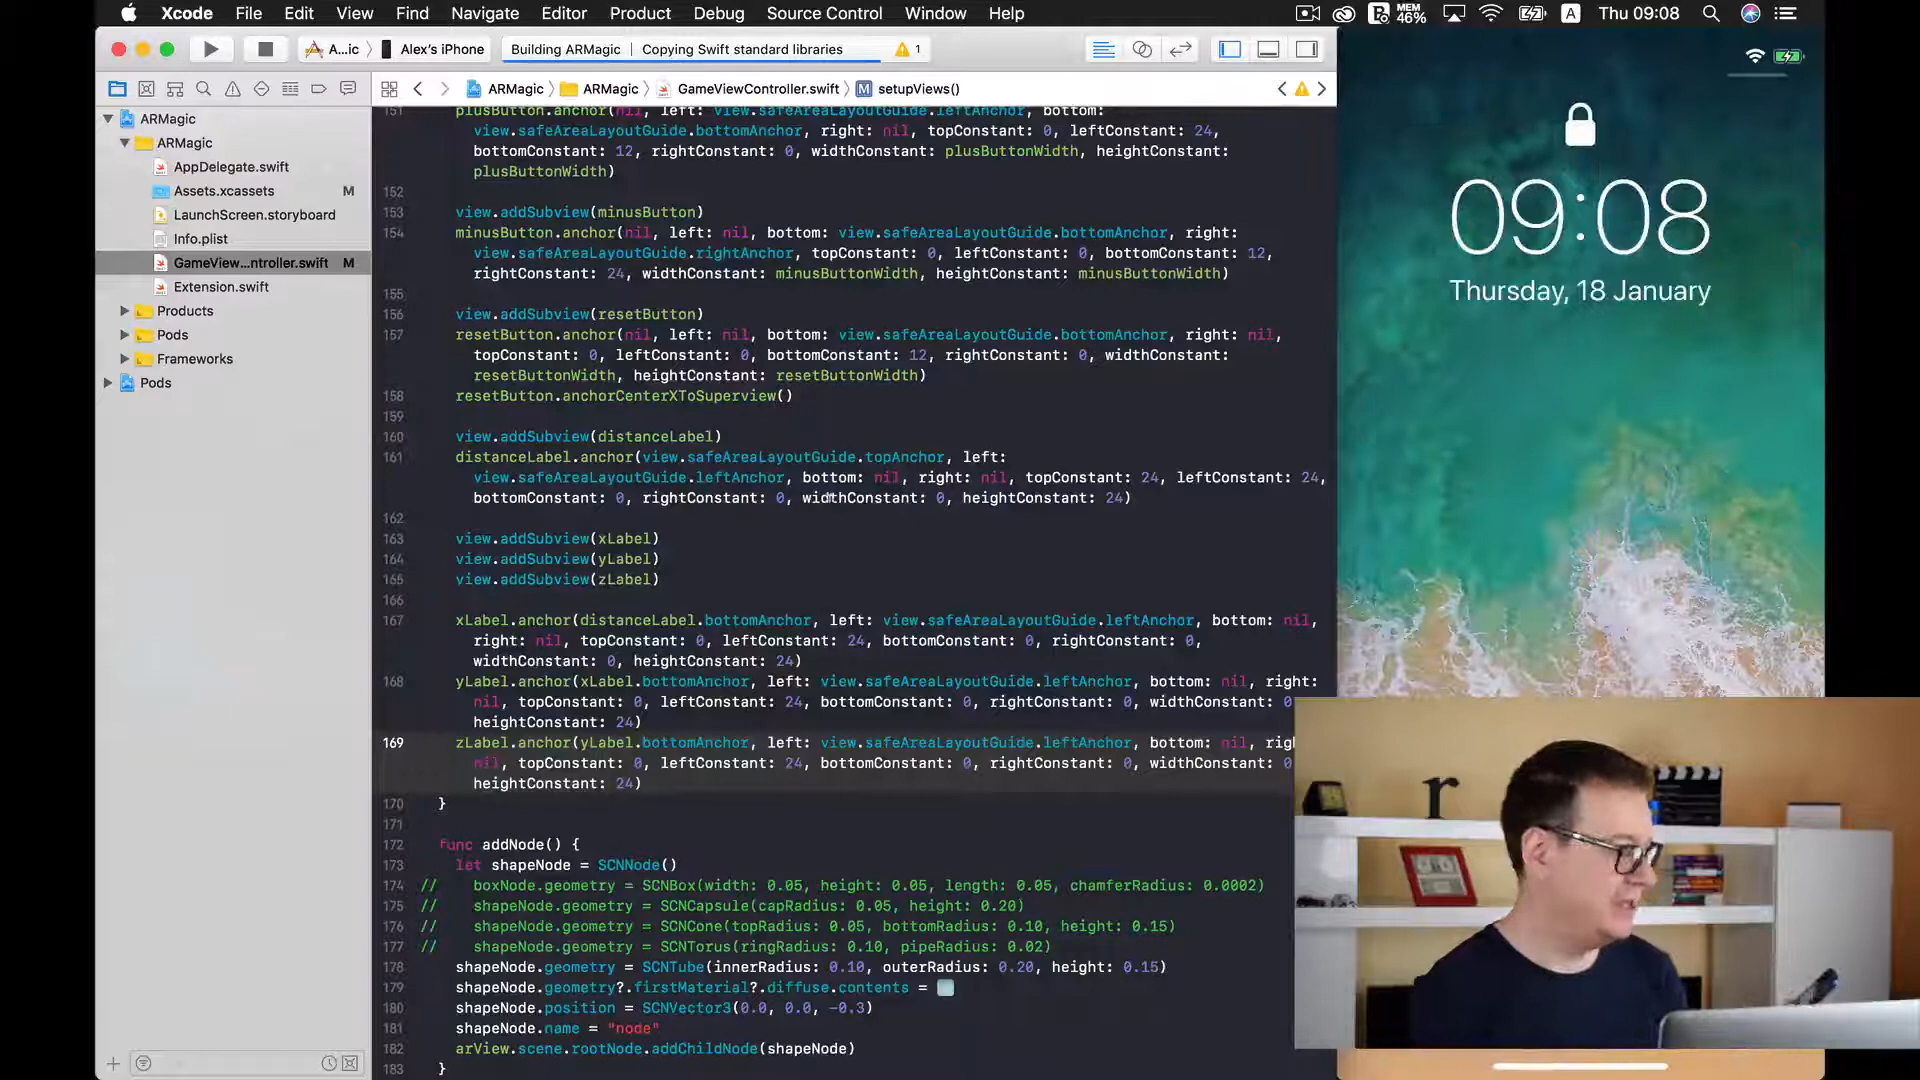 Xcode File Edit View Find Navigate Editor Product Debug Source Control Window Help MEM 46% A Thu 09:08
A...ic Alex's iPhone Building ARMagic | Copying Swift standard libraries 1
ARMagic ARMagic GameViewController.swift M setupViews()
ARMagic
ARMagic
AppDelegate.swift
Assets.xcassets M
LaunchScreen.storyboard
Info.plist
GameView...ntroller.swift M
Extension.swift
Products
Pods
Frameworks
Pods
151 plusButton.anchor(nil, left: view.safeAreaLayoutGuide.leftAnchor, bottom:
view.safeAreaLayoutGuide.bottomAnchor, right: nil, topConstant: 0, leftConstant: 24,
bottomConstant: 12, rightConstant: 0, widthConstant: plusButtonWidth, heightConstant:
plusButtonWidth)
152
153 view.addSubview(minusButton)
154 minusButton.anchor(nil, left: nil, bottom: view.safeAreaLayoutGuide.bottomAnchor, right:
view.safeAreaLayoutGuide.rightAnchor, topConstant: 0, leftConstant: 0, bottomConstant: 12,
rightConstant: 24, widthConstant: minusButtonWidth, heightConstant: minusButtonWidth)
155
156 view.addSubview(resetButton)
157 resetButton.anchor(nil, left: nil, bottom: view.safeAreaLayoutGuide.bottomAnchor, right: nil,
topConstant: 0, leftConstant: 0, bottomConstant: 12, rightConstant: 0, widthConstant:
resetButtonWidth, heightConstant: resetButtonWidth)
158 resetButton.anchorCenterXToSuperview()
159
160 view.addSubview(distanceLabel)
161 distanceLabel.anchor(view.safeAreaLayoutGuide.topAnchor, left:
view.safeAreaLayoutGuide.leftAnchor, bottom: nil, right: nil, topConstant: 24, leftConstant: 24,
bottomConstant: 0, rightConstant: 0, widthConstant: 0, heightConstant: 24)
162
163 view.addSubview(xLabel)
164 view.addSubview(yLabel)
165 view.addSubview(zLabel)
166
167 xLabel.anchor(distanceLabel.bottomAnchor, left: view.safeAreaLayoutGuide.leftAnchor, bottom: nil,
right: nil, topConstant: 0, leftConstant: 24, bottomConstant: 0, rightConstant: 0,
widthConstant: 0, heightConstant: 24)
168 yLabel.anchor(xLabel.bottomAnchor, left: view.safeAreaLayoutGuide.leftAnchor, bottom: nil, right:
nil, topConstant: 0, leftConstant: 24, bottomConstant: 0, rightConstant: 0, widthConstant: 0
heightConstant: 24)
169 zLabel.anchor(yLabel.bottomAnchor, left: view.safeAreaLayoutGuide.leftAnchor, bottom: nil, righ
nil, topConstant: 0, leftConstant: 24, bottomConstant: 0, rightConstant: 0, widthConstant: 0
heightConstant: 24)
170 }
171
172 func addNode() {
173 let shapeNode = SCNNode()
174 // boxNode.geometry = SCNBox(width: 0.05, height: 0.05, length: 0.05, chamferRadius: 0.0002)
175 // shapeNode.geometry = SCNCapsule(capRadius: 0.05, height: 0.20)
176 // shapeNode.geometry = SCNCone(topRadius: 0.05, bottomRadius: 0.10, height: 0.15)
177 // shapeNode.geometry = SCNTorus(ringRadius: 0.10, pipeRadius: 0.02)
178 shapeNode.geometry = SCNTube(innerRadius: 0.10, outerRadius: 0.20, height: 0.15)
179 shapeNode.geometry?.firstMaterial?.diffuse.contents =
180 shapeNode.position = SCNVector3(0.0, 0.0, -0.3)
181 shapeNode.name = "node"
182 arView.scene.rootNode.addChildNode(shapeNode)
183 }
09:08
Thursday, 18 January
r